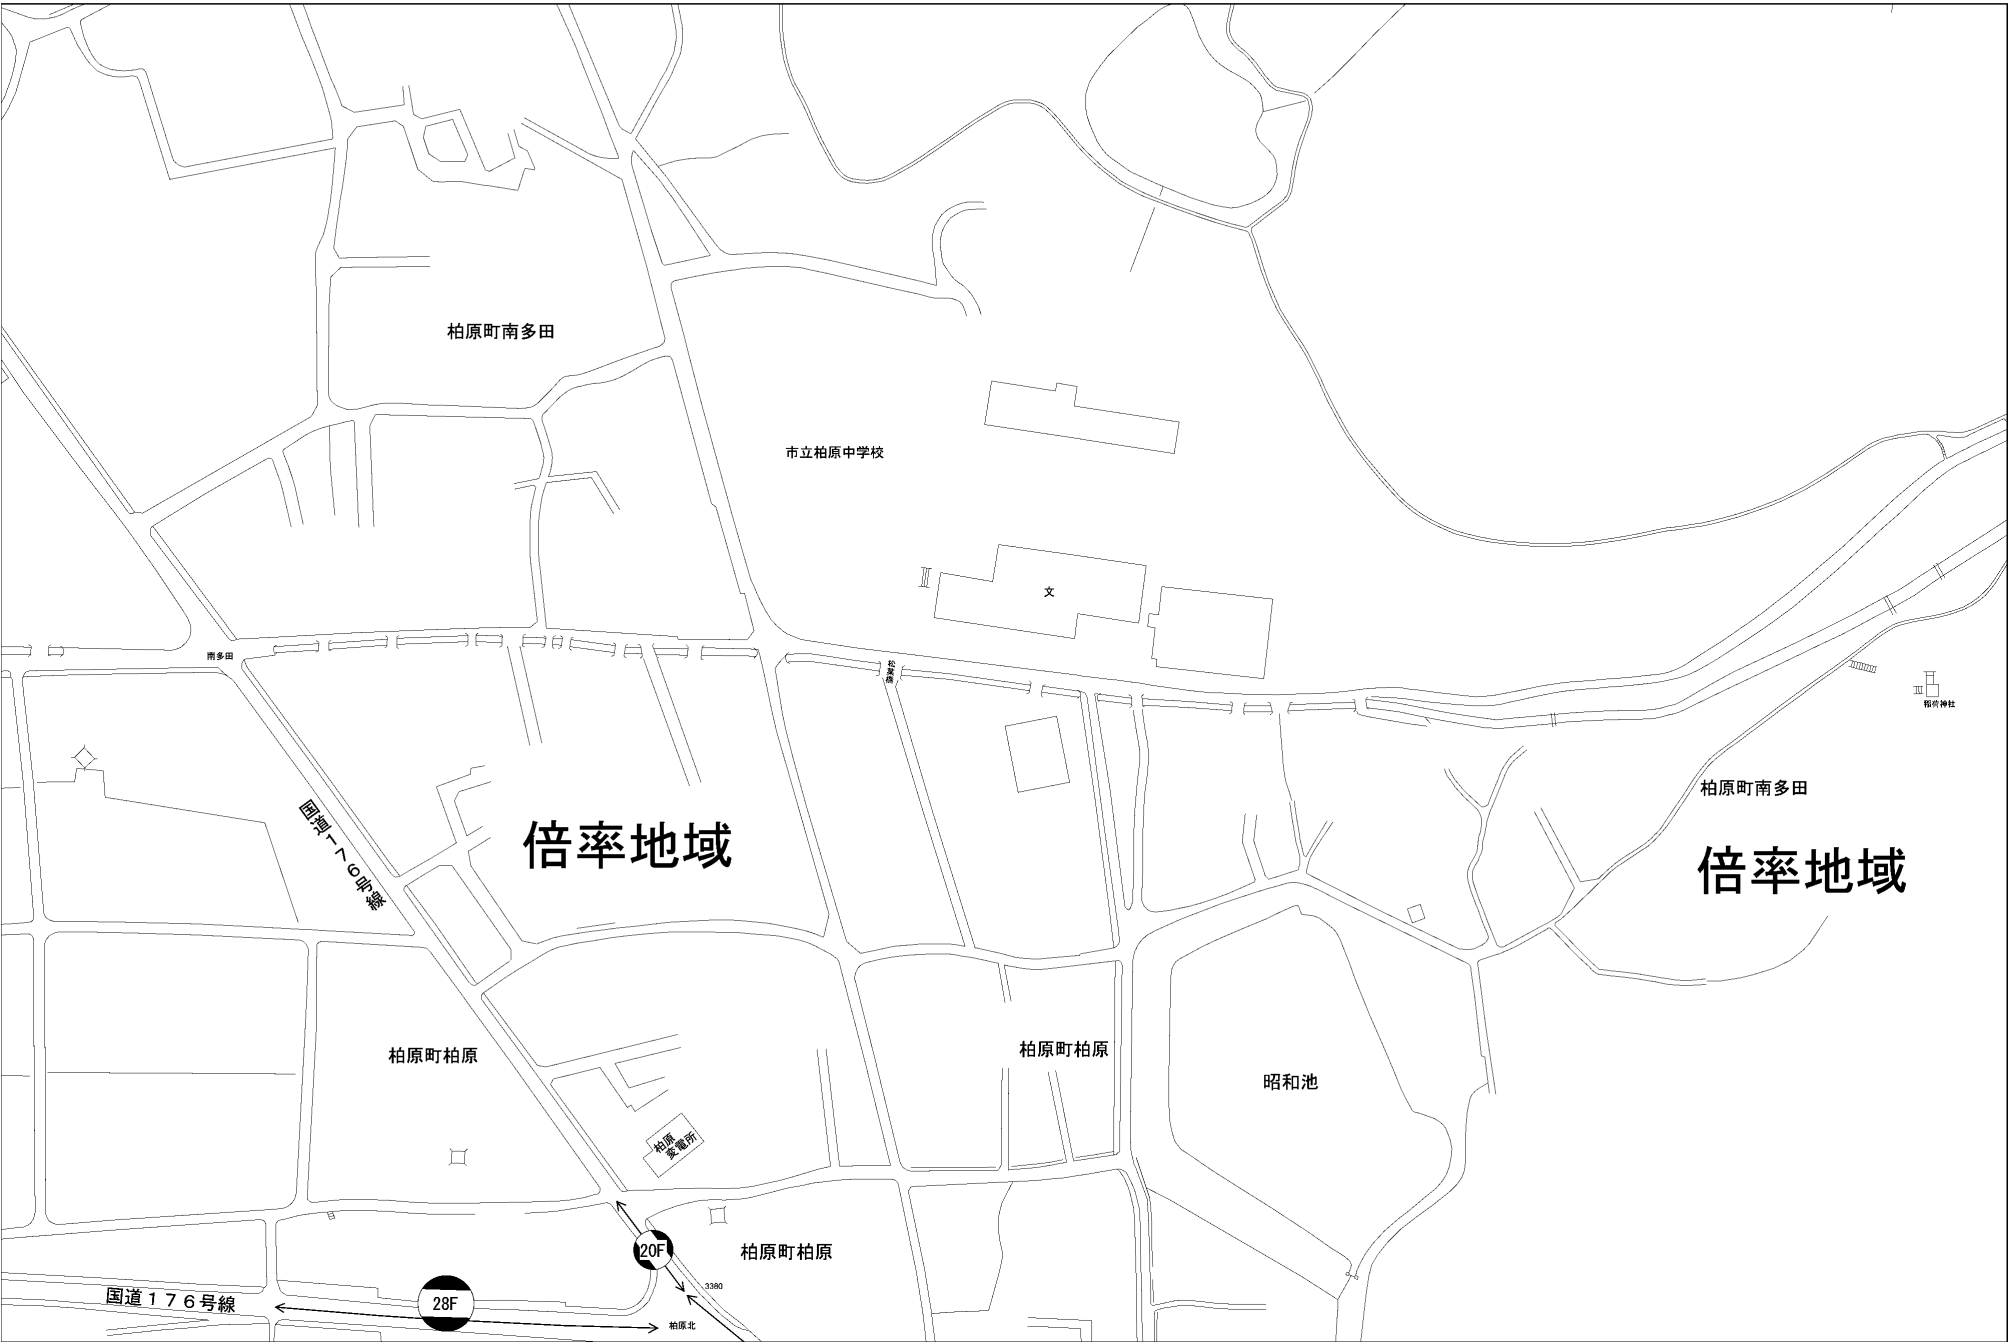 柏原町南多田
市立柏原中学校
文
南多田
松葉橋
稲荷神社
柏原町南多田
国道176号線
倍率地域
倍率地域
柏原町柏原
柏原町柏原
昭和池
柏原
変電所
20F
柏原町柏原
3380
国道176号線
28F
柏原北